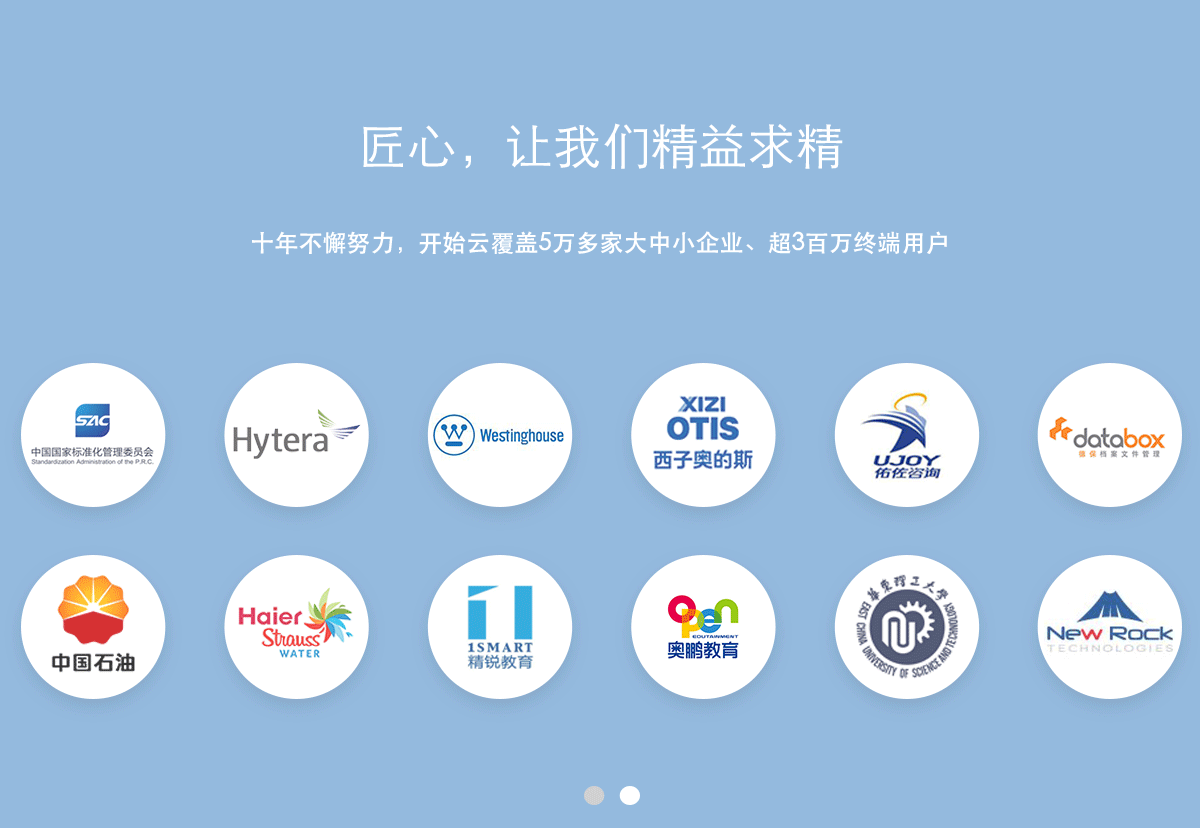 匠心，让我们精益求精
十年不懈努力，开始云覆盖5万多家大中小企业、超3百万终端用户
SAC
中国国家标准化管理委员会
Standardization Administration of the P.R.C.
Hytera
Westinghouse
XIZI
OTIS
西子奥的斯
UJOY
佑佐咨询
databox
信保档案文件管理
中国石油
Haier
Strauss
WATER
1SMART
精锐教育
open
EDUTAINMENT
奥鹏教育
華東理工大學
EAST CHINA UNIVERSITY OF SCIENCE AND TECHNOLOGY
New Rock
TECHNOLOGIES